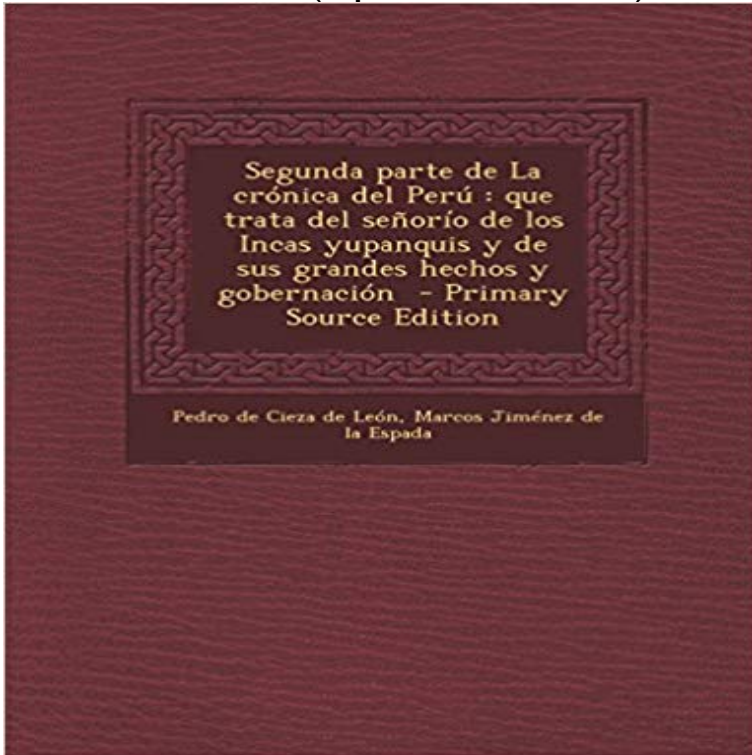 Segunda parte de La
crónica del Perú : que
trata del señorío de los
Incas yupanquis y de
sus grandes hechos y
gobernación - Primary
Source Edition
Pedro de Cieza de León, Marcos Jiménez de
la Espada